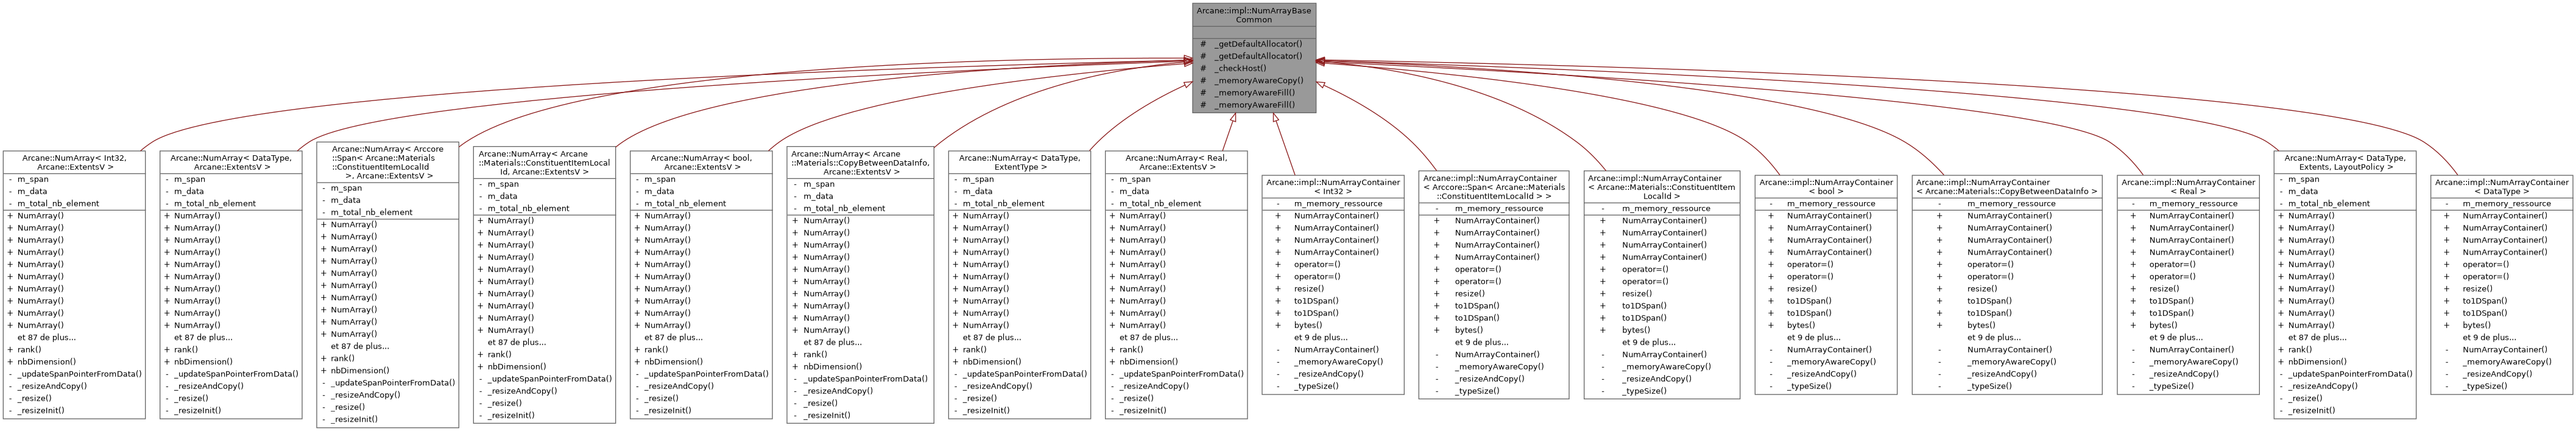 Arcane::impl::NumArrayBase
Common
# _getDefaultAllocator()
# _getDefaultAllocator()
# _checkHost()
# _memoryAwareCopy()
# _memoryAwareFill()
# _memoryAwareFill()
Arcane::NumArray< Int32,
Arcane::ExtentsV >
- m_span
- m_data
- m_total_nb_element
+ NumArray()
+ NumArray()
+ NumArray()
+ NumArray()
+ NumArray()
+ NumArray()
+ NumArray()
+ NumArray()
+ NumArray()
+ NumArray()
et 87 de plus...
+ rank()
+ nbDimension()
- _updateSpanPointerFromData()
- _resizeAndCopy()
- _resize()
- _resizeInit()
Arcane::NumArray< DataType,
Arcane::ExtentsV >
- m_span
- m_data
- m_total_nb_element
+ NumArray()
+ NumArray()
+ NumArray()
+ NumArray()
+ NumArray()
+ NumArray()
+ NumArray()
+ NumArray()
+ NumArray()
+ NumArray()
et 87 de plus...
+ rank()
+ nbDimension()
- _updateSpanPointerFromData()
- _resizeAndCopy()
- _resize()
- _resizeInit()
Arcane::NumArray< Arccore
::Span< Arcane::Materials
::ConstituentItemLocalId
>, Arcane::ExtentsV >
- m_span
- m_data
- m_total_nb_element
+ NumArray()
+ NumArray()
+ NumArray()
+ NumArray()
+ NumArray()
+ NumArray()
+ NumArray()
+ NumArray()
+ NumArray()
+ NumArray()
et 87 de plus...
+ rank()
+ nbDimension()
- _updateSpanPointerFromData()
- _resizeAndCopy()
- _resize()
- _resizeInit()
Arcane::NumArray< Arcane
::Materials::ConstituentItemLocal
Id, Arcane::ExtentsV >
- m_span
- m_data
- m_total_nb_element
+ NumArray()
+ NumArray()
+ NumArray()
+ NumArray()
+ NumArray()
+ NumArray()
+ NumArray()
+ NumArray()
+ NumArray()
+ NumArray()
et 87 de plus...
+ rank()
+ nbDimension()
- _updateSpanPointerFromData()
- _resizeAndCopy()
- _resize()
- _resizeInit()
Arcane::NumArray< bool,
Arcane::ExtentsV >
- m_span
- m_data
- m_total_nb_element
+ NumArray()
+ NumArray()
+ NumArray()
+ NumArray()
+ NumArray()
+ NumArray()
+ NumArray()
+ NumArray()
+ NumArray()
+ NumArray()
et 87 de plus...
+ rank()
+ nbDimension()
- _updateSpanPointerFromData()
- _resizeAndCopy()
- _resize()
- _resizeInit()
Arcane::NumArray< Arcane
::Materials::CopyBetweenDataInfo,
Arcane::ExtentsV >
- m_span
- m_data
- m_total_nb_element
+ NumArray()
+ NumArray()
+ NumArray()
+ NumArray()
+ NumArray()
+ NumArray()
+ NumArray()
+ NumArray()
+ NumArray()
+ NumArray()
et 87 de plus...
+ rank()
+ nbDimension()
- _updateSpanPointerFromData()
- _resizeAndCopy()
- _resize()
- _resizeInit()
Arcane::NumArray< DataType,
ExtentType >
- m_span
- m_data
- m_total_nb_element
+ NumArray()
+ NumArray()
+ NumArray()
+ NumArray()
+ NumArray()
+ NumArray()
+ NumArray()
+ NumArray()
+ NumArray()
+ NumArray()
et 87 de plus...
+ rank()
+ nbDimension()
- _updateSpanPointerFromData()
- _resizeAndCopy()
- _resize()
- _resizeInit()
Arcane::NumArray< Real,
Arcane::ExtentsV >
- m_span
- m_data
- m_total_nb_element
+ NumArray()
+ NumArray()
+ NumArray()
+ NumArray()
+ NumArray()
+ NumArray()
+ NumArray()
+ NumArray()
+ NumArray()
+ NumArray()
et 87 de plus...
+ rank()
+ nbDimension()
- _updateSpanPointerFromData()
- _resizeAndCopy()
- _resize()
- _resizeInit()
Arcane::impl::NumArrayContainer
< Int32 >
- m_memory_ressource
+ NumArrayContainer()
+ NumArrayContainer()
+ NumArrayContainer()
+ NumArrayContainer()
+ operator=()
+ operator=()
+ resize()
+ to1DSpan()
+ to1DSpan()
+ bytes()
et 9 de plus...
- NumArrayContainer()
- _memoryAwareCopy()
- _resizeAndCopy()
- _typeSize()
Arcane::impl::NumArrayContainer
< Arccore::Span< Arcane::Materials
::ConstituentItemLocalId > >
- m_memory_ressource
+ NumArrayContainer()
+ NumArrayContainer()
+ NumArrayContainer()
+ NumArrayContainer()
+ operator=()
+ operator=()
+ resize()
+ to1DSpan()
+ to1DSpan()
+ bytes()
et 9 de plus...
- NumArrayContainer()
- _memoryAwareCopy()
- _resizeAndCopy()
- _typeSize()
Arcane::impl::NumArrayContainer
< Arcane::Materials::ConstituentItem
LocalId >
- m_memory_ressource
+ NumArrayContainer()
+ NumArrayContainer()
+ NumArrayContainer()
+ NumArrayContainer()
+ operator=()
+ operator=()
+ resize()
+ to1DSpan()
+ to1DSpan()
+ bytes()
et 9 de plus...
- NumArrayContainer()
- _memoryAwareCopy()
- _resizeAndCopy()
- _typeSize()
Arcane::impl::NumArrayContainer
< bool >
- m_memory_ressource
+ NumArrayContainer()
+ NumArrayContainer()
+ NumArrayContainer()
+ NumArrayContainer()
+ operator=()
+ operator=()
+ resize()
+ to1DSpan()
+ to1DSpan()
+ bytes()
et 9 de plus...
- NumArrayContainer()
- _memoryAwareCopy()
- _resizeAndCopy()
- _typeSize()
Arcane::impl::NumArrayContainer
< Arcane::Materials::CopyBetweenDataInfo >
- m_memory_ressource
+ NumArrayContainer()
+ NumArrayContainer()
+ NumArrayContainer()
+ NumArrayContainer()
+ operator=()
+ operator=()
+ resize()
+ to1DSpan()
+ to1DSpan()
+ bytes()
et 9 de plus...
- NumArrayContainer()
- _memoryAwareCopy()
- _resizeAndCopy()
- _typeSize()
Arcane::impl::NumArrayContainer
< Real >
- m_memory_ressource
+ NumArrayContainer()
+ NumArrayContainer()
+ NumArrayContainer()
+ NumArrayContainer()
+ operator=()
+ operator=()
+ resize()
+ to1DSpan()
+ to1DSpan()
+ bytes()
et 9 de plus...
- NumArrayContainer()
- _memoryAwareCopy()
- _resizeAndCopy()
- _typeSize()
Arcane::NumArray< DataType,
Extents, LayoutPolicy >
- m_span
- m_data
- m_total_nb_element
+ NumArray()
+ NumArray()
+ NumArray()
+ NumArray()
+ NumArray()
+ NumArray()
+ NumArray()
+ NumArray()
+ NumArray()
+ NumArray()
et 87 de plus...
+ rank()
+ nbDimension()
- _updateSpanPointerFromData()
- _resizeAndCopy()
- _resize()
- _resizeInit()
Arcane::impl::NumArrayContainer
< DataType >
- m_memory_ressource
+ NumArrayContainer()
+ NumArrayContainer()
+ NumArrayContainer()
+ NumArrayContainer()
+ operator=()
+ operator=()
+ resize()
+ to1DSpan()
+ to1DSpan()
+ bytes()
et 9 de plus...
- NumArrayContainer()
- _memoryAwareCopy()
- _resizeAndCopy()
- _typeSize()